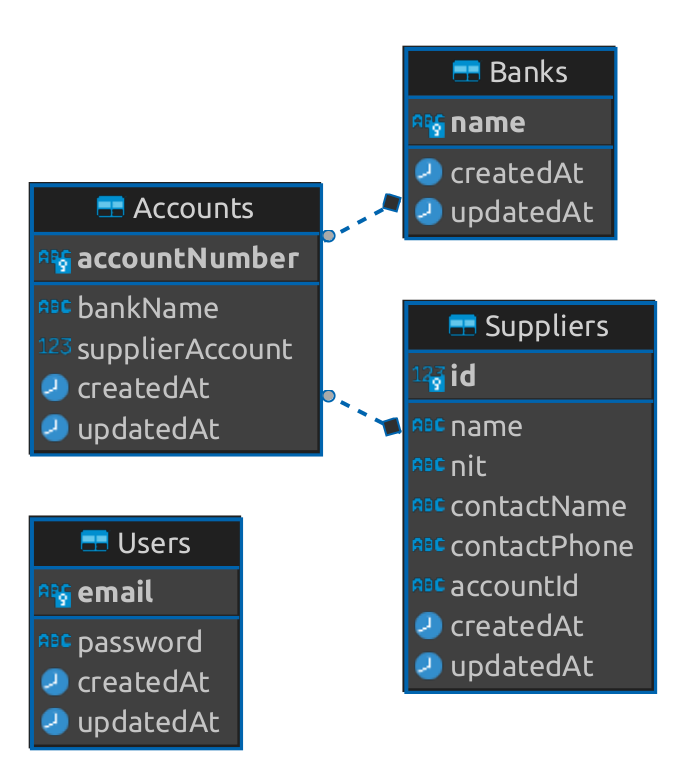 Banks
ABC name
createdAt
updatedAt
Accounts
ABC accountNumber
ABC bankName
123 supplierAccount
createdAt
updatedAt
Suppliers
123 id
ABC name
ABC nit
ABC contactName
ABC contactPhone
ABC accountId
createdAt
updatedAt
Users
ABC email
ABC password
createdAt
updatedAt